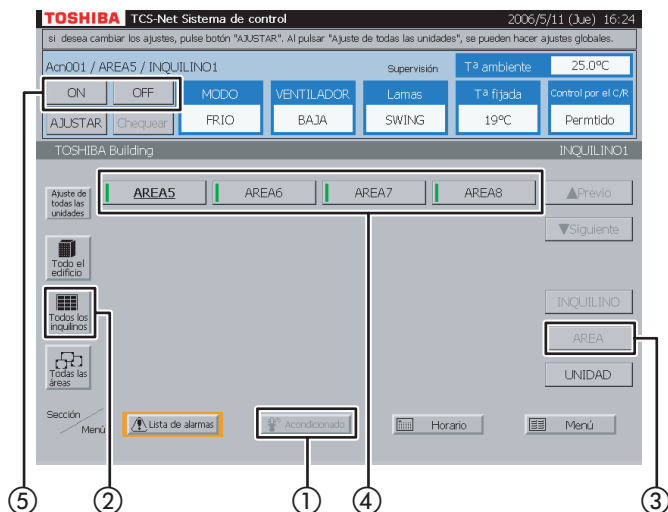 TOSHIBA TCS-Net Sistema de control 2006/5/11 (Jue) 16:24
si desea cambiar los ajustes, pulse botón "AJUSTAR". Al pulsar "Ajuste de todas las unidades", se pueden hacer ajustes globales.
Acn001 / AREA5 / INQUILINO1 Supervisión Tª ambiente 25.0ºC
ON OFF MODO VENTILADOR Lamas Tª fijada Control por el C/R
AJUSTAR Chequear FRIO BAJA SWING 19ºC Permtido
TOSHIBA Building INQUILINO1
Ajuste de todas las unidades
AREA5 AREA6 AREA7 AREA8
▲Previo
▼Siguiente
Todo el edificio
Todos los inquilinos
INQUILINO
AREA
Todas las áreas
UNIDAD
Sección / Menú
Lista de alarmas Acondicionado Horario Menú
⑤ ② ① ④ ③